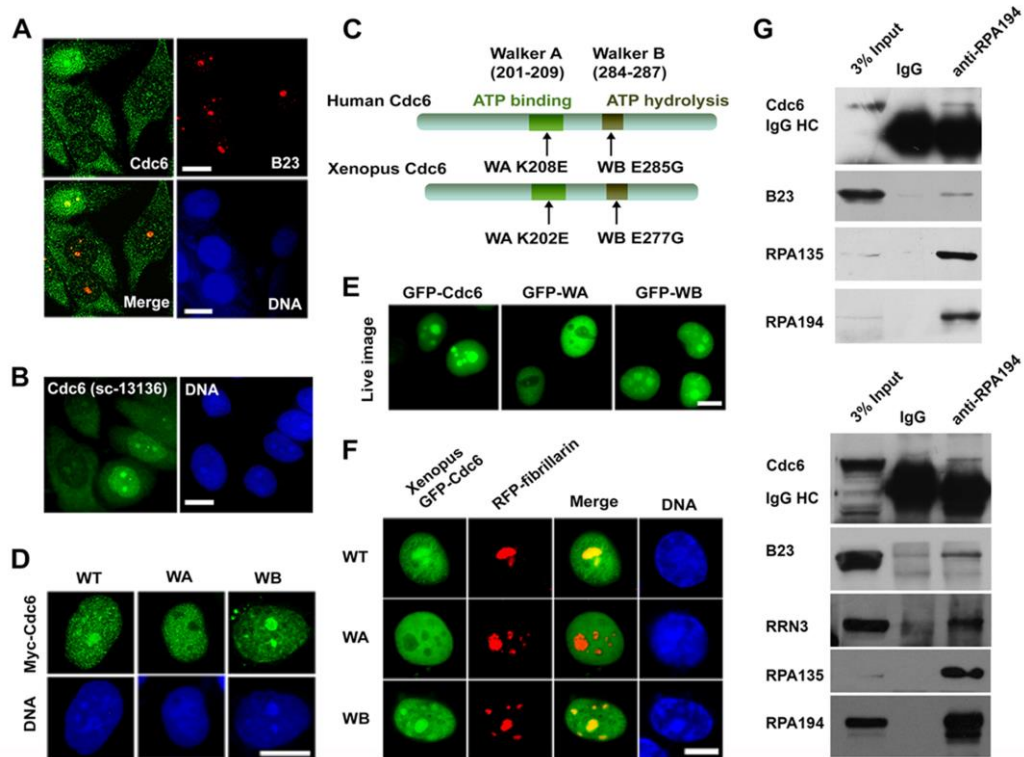 A
Cdc6
B23
Merge
DNA
B
Cdc6 (sc-13136)
DNA
C
Walker A
(201-209)
Walker B
(284-287)
Human Cdc6
ATP binding
ATP hydrolysis
WA K208E
WB E285G
Xenopus Cdc6
WA K202E
WB E277G
D
WT
WA
WB
Myc-Cdc6
DNA
E
GFP-Cdc6
GFP-WA
GFP-WB
Live image
F
Xenopus
GFP-Cdc6
RFP-fibrillarin
Merge
DNA
WT
WA
WB
G
3% Input
IgG
anti-RPA194
Cdc6
IgG HC
B23
RPA135
RPA194
3% Input
IgG
anti-RPA194
Cdc6
IgG HC
B23
RRN3
RPA135
RPA194